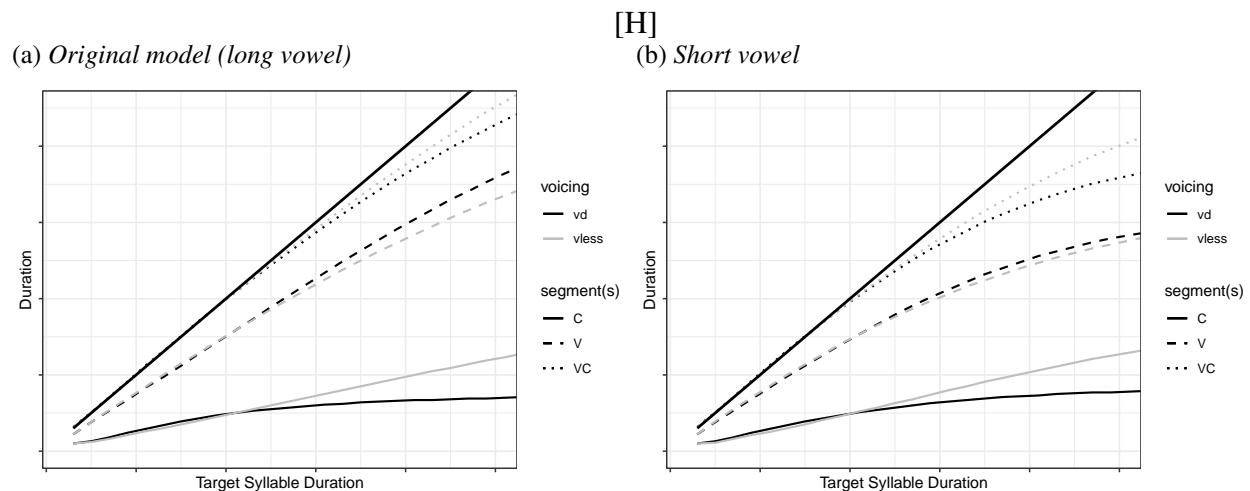 [H]
(a) Original model (long vowel)
Duration
Target Syllable Duration
voicing
vd
vless
segment(s)
C
V
VC
(b) Short vowel
Duration
Target Syllable Duration
voicing
vd
vless
segment(s)
C
V
VC